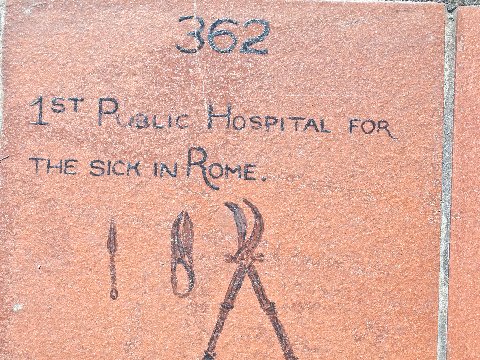 362
1ST PUBLIC HOSPITAL FOR
THE SICK IN ROME.